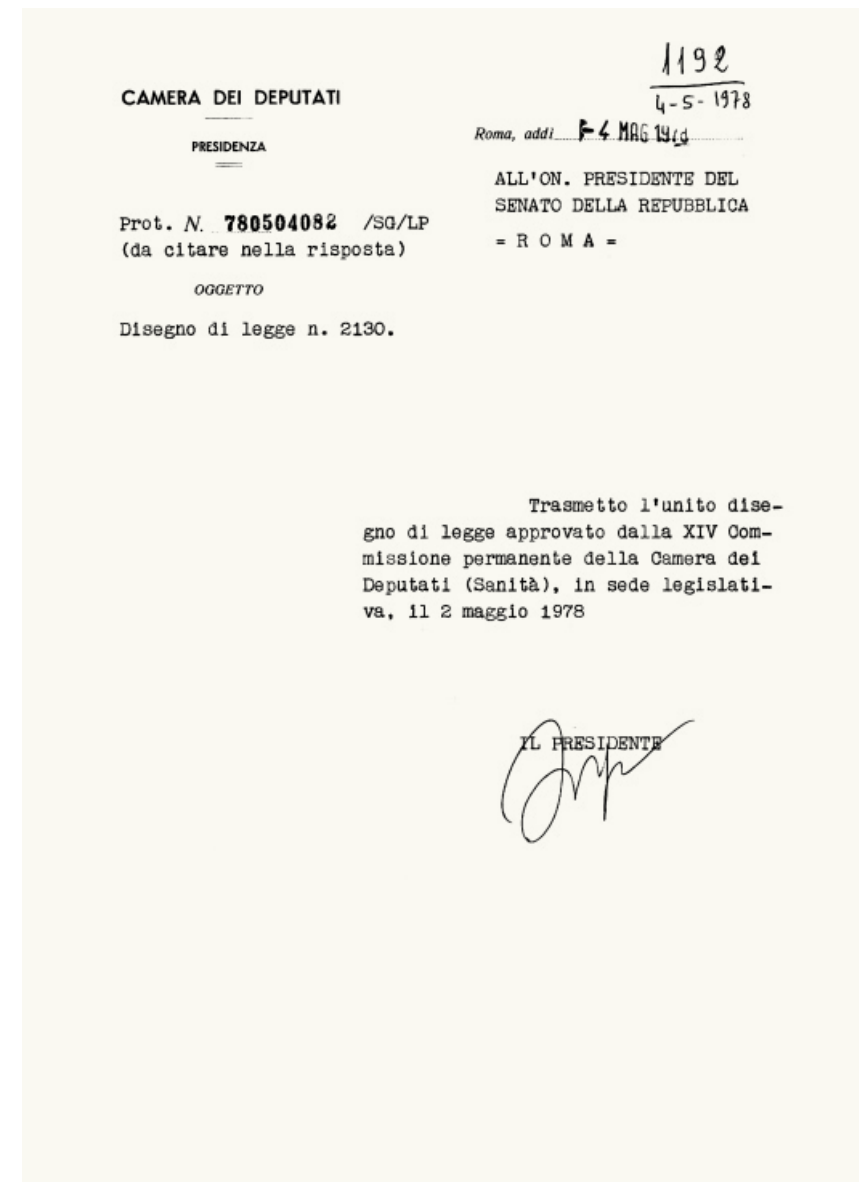 1192
4-5-1978
CAMERA DEI DEPUTATI
PRESIDENZA
Roma, addi 4 MAG
ALL'ON. PRESIDENTE DEL
SENATO DELLA REPUBBLICA
= R O M A =
Prot. N. 780504082 /SG/LP
(da citare nella risposta)
OGGETTO
Disegno di legge n. 2130.
Trasmetto l'unito dise-
gno di legge approvato dalla XIV Com-
missione permanente della Camera dei
Deputati (Sanità), in sede legislati-
va, il 2 maggio 1978
IL PRESIDENTE